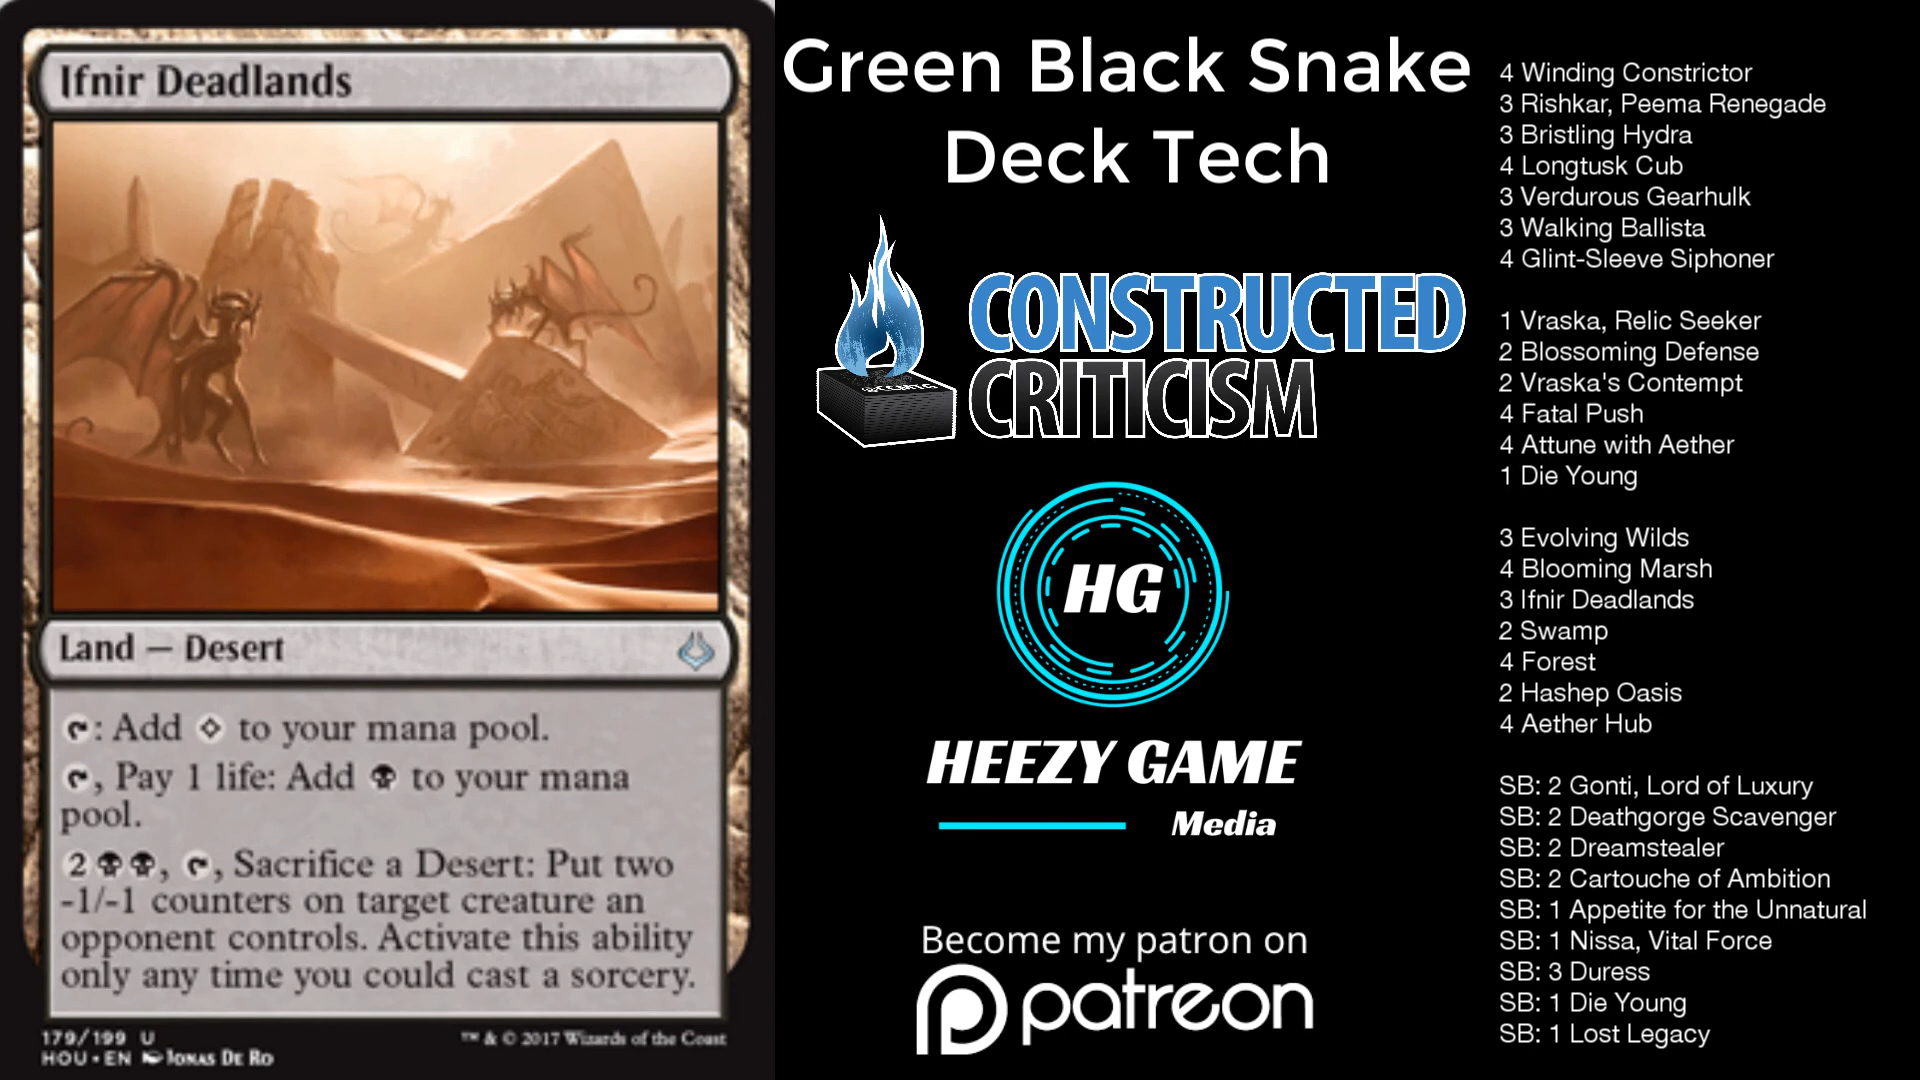 Ifnir Deadlands
Land — Desert
: Add to your mana pool.
, Pay 1 life: Add to your mana
pool.
2 , , Sacrifice a Desert: Put two
-1/-1 counters on target creature an
opponent controls. Activate this ability
only any time you could cast a sorcery.
179/199 U
HOU • EN Jonas De Ro
™ & © 2017 Wizards of the Coast
Green Black Snake
Deck Tech
CONSTRUCTED
CRITICISM
@CCMTG
HG
HEEZY GAME
Media
Become my patron on
patreon
4 Winding Constrictor
3 Rishkar, Peema Renegade
3 Bristling Hydra
4 Longtusk Cub
3 Verdurous Gearhulk
3 Walking Ballista
4 Glint-Sleeve Siphoner
1 Vraska, Relic Seeker
2 Blossoming Defense
2 Vraska's Contempt
4 Fatal Push
4 Attune with Aether
1 Die Young
3 Evolving Wilds
4 Blooming Marsh
3 Ifnir Deadlands
2 Swamp
4 Forest
2 Hashep Oasis
4 Aether Hub
SB: 2 Gonti, Lord of Luxury
SB: 2 Deathgorge Scavenger
SB: 2 Dreamstealer
SB: 2 Cartouche of Ambition
SB: 1 Appetite for the Unnatural
SB: 1 Nissa, Vital Force
SB: 3 Duress
SB: 1 Die Young
SB: 1 Lost Legacy